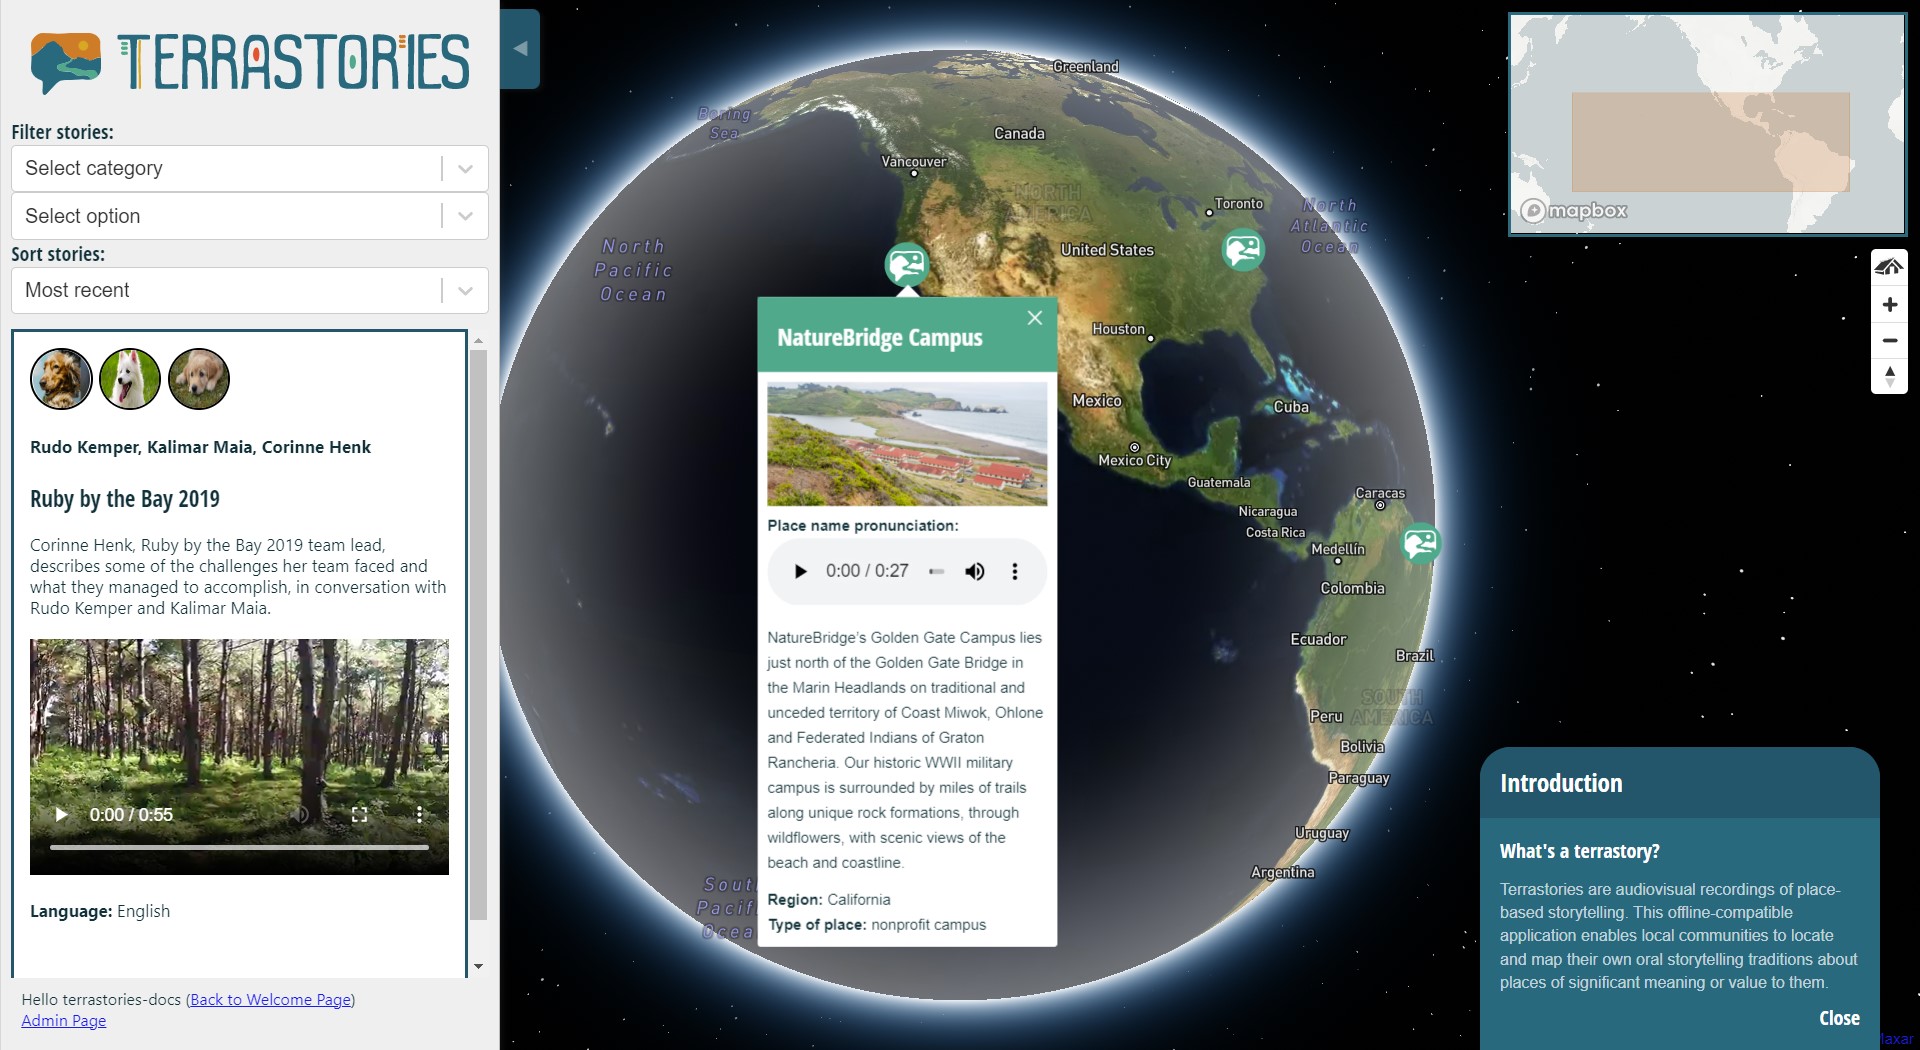 TERRASTORIES
Filter stories:
Select category
Select option
Sort stories:
Most recent
Rudo Kemper, Kalimar Maia, Corinne Henk
Ruby by the Bay 2019
Corinne Henk, Ruby by the Bay 2019 team lead,
describes some of the challenges her team faced and
what they managed to accomplish, in conversation with
Rudo Kemper and Kalimar Maia.
0:00 / 0:55
Language: English
Hello terrastories-docs (Back to Welcome Page)
Admin Page
Greenland
Bering
Sea
Canada
Vancouver
NORTH
AMERICA
Toronto
North
Atlantic
Ocean
United States
North
Pacific
Ocean
Houston
Mexico
Cuba
Mexico City
Guatemala
Nicaragua
Costa Rica
Caracas
Medellín
Colombia
Ecuador
Brazil
SOUTH
AMERICA
Peru
Bolivia
Paraguay
Uruguay
Argentina
South
Pacif
Ocea
NatureBridge Campus
Place name pronunciation:
0:00 / 0:27
NatureBridge’s Golden Gate Campus lies
just north of the Golden Gate Bridge in
the Marin Headlands on traditional and
unceded territory of Coast Miwok, Ohlone
and Federated Indians of Graton
Rancheria. Our historic WWII military
campus is surrounded by miles of trails
along unique rock formations, through
wildflowers, with scenic views of the
beach and coastline.
Region: California
Type of place: nonprofit campus
mapbox
Introduction
What's a terrastory?
Terrastories are audiovisual recordings of place-
based storytelling. This offline-compatible
application enables local communities to locate
and map their own oral storytelling traditions about
places of significant meaning or value to them.
Close
laxar